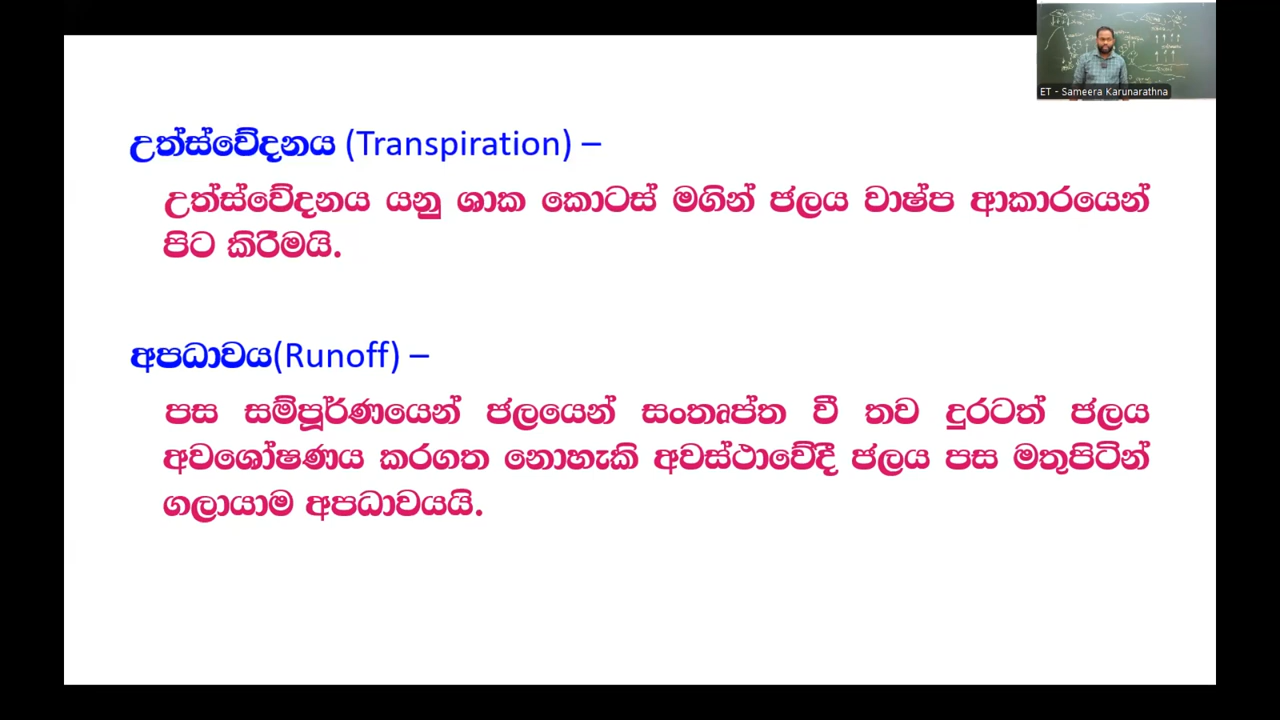 ET - Sameera Karunarathna
උත්ස්වේදනය (Transpiration) –
උත්ස්වේදනය යනු ශාක කොටස් මගින් ජලය වාෂ්ප ආකාරයෙන්
පිට කිරීමයි.
අපධාවය(Runoff) –
පස සම්පූර්ණයෙන් ජලයෙන් සංතෘප්ත වී තව දුරටත් ජලය
අවශෝෂණය කරගත නොහැකි අවස්ථාවේදී ජලය පස මතුපිටින්
ගලායාම අපධාවයයි.